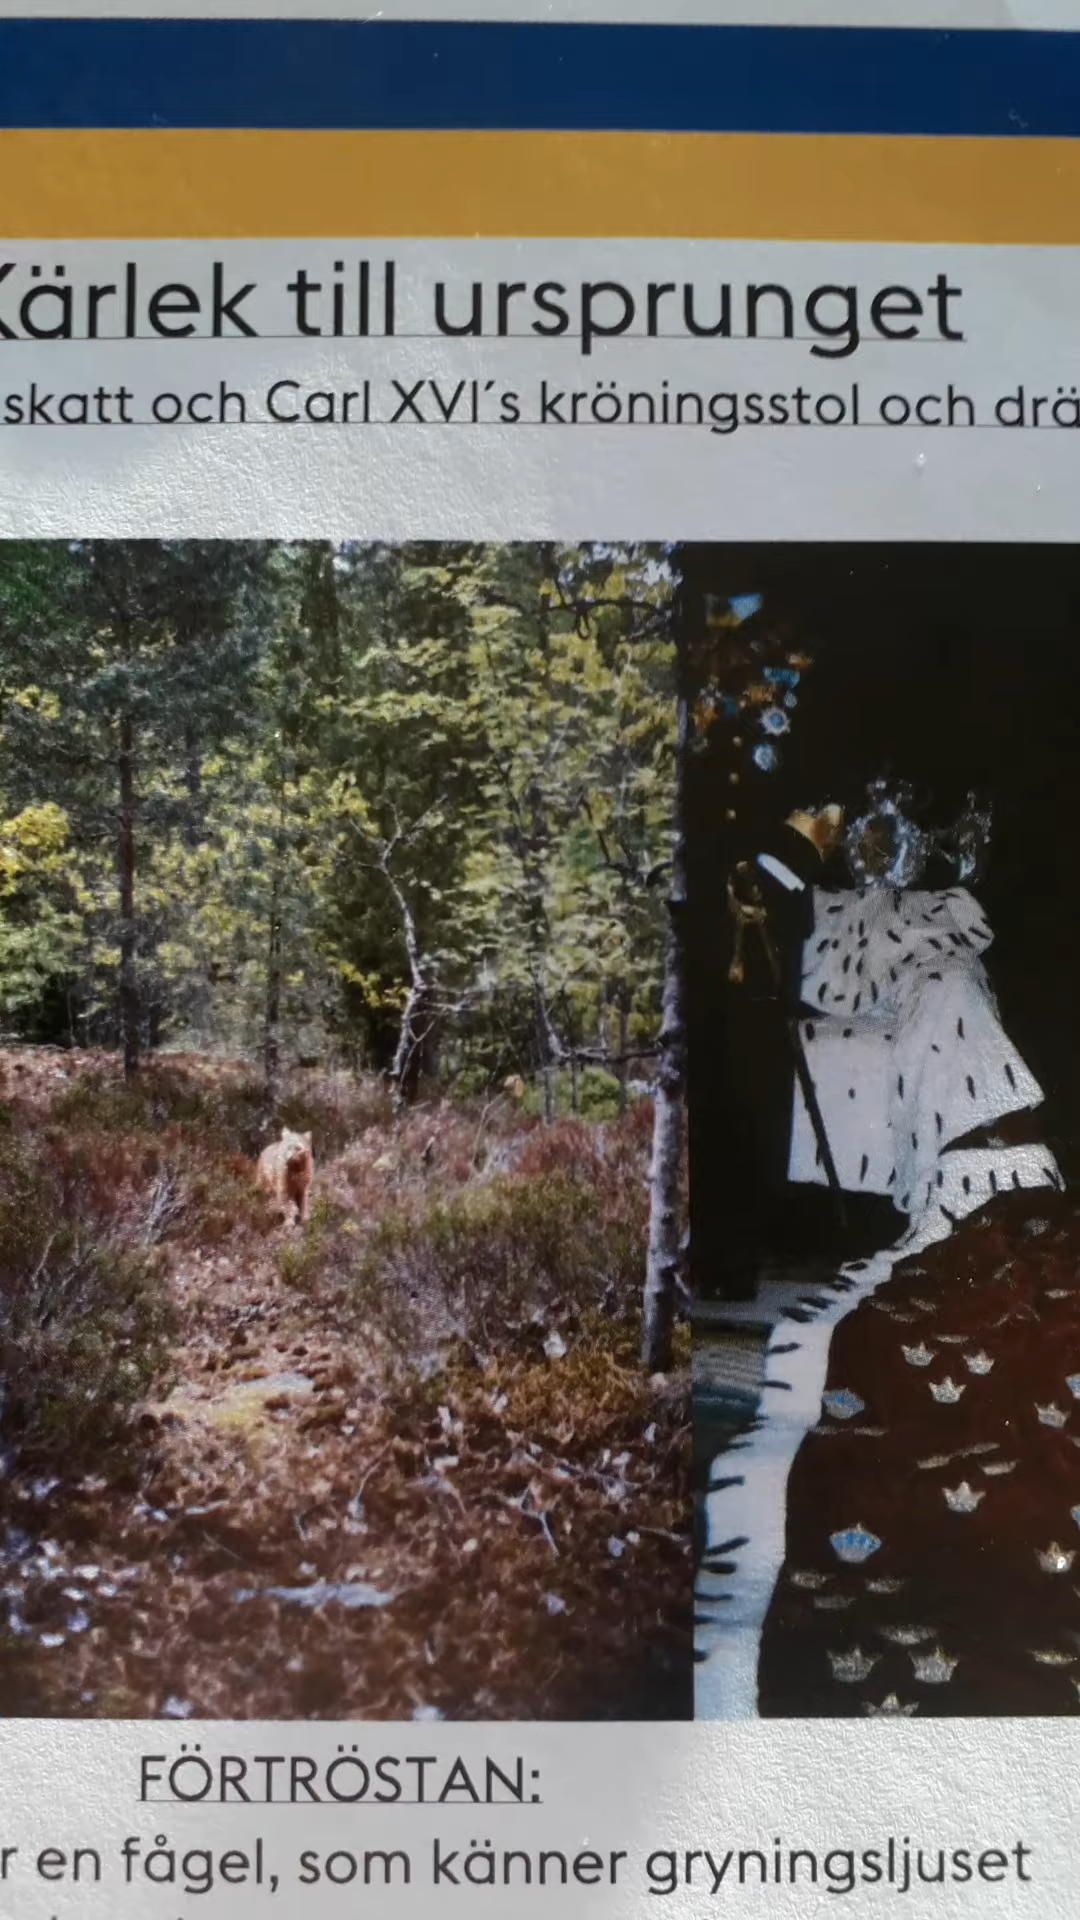 Kärlek till ursprunget
skatt och Carl XVI´s kröningsstol och drä
FÖRTRÖSTAN:
r en fågel, som känner gryningsljuset